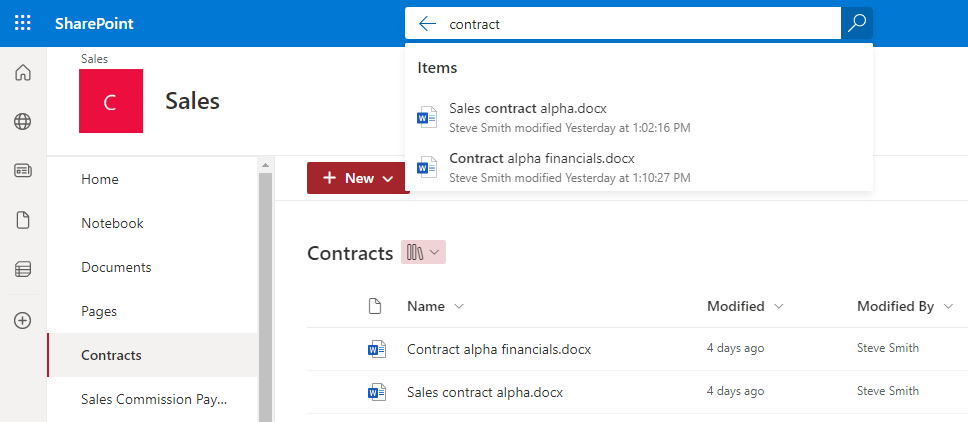 SharePoint
contract
Items
Sales contract alpha.docx
Steve Smith modified Yesterday at 1:02:16 PM
Contract alpha financials.docx
Steve Smith modified Yesterday at 1:10:27 PM
Sales
C
Sales
Home
Notebook
Documents
Pages
Contracts
Sales Commission Pay...
New
Contracts
Name Modified Modified By
Contract alpha financials.docx 4 days ago Steve Smith
Sales contract alpha.docx 4 days ago Steve Smith